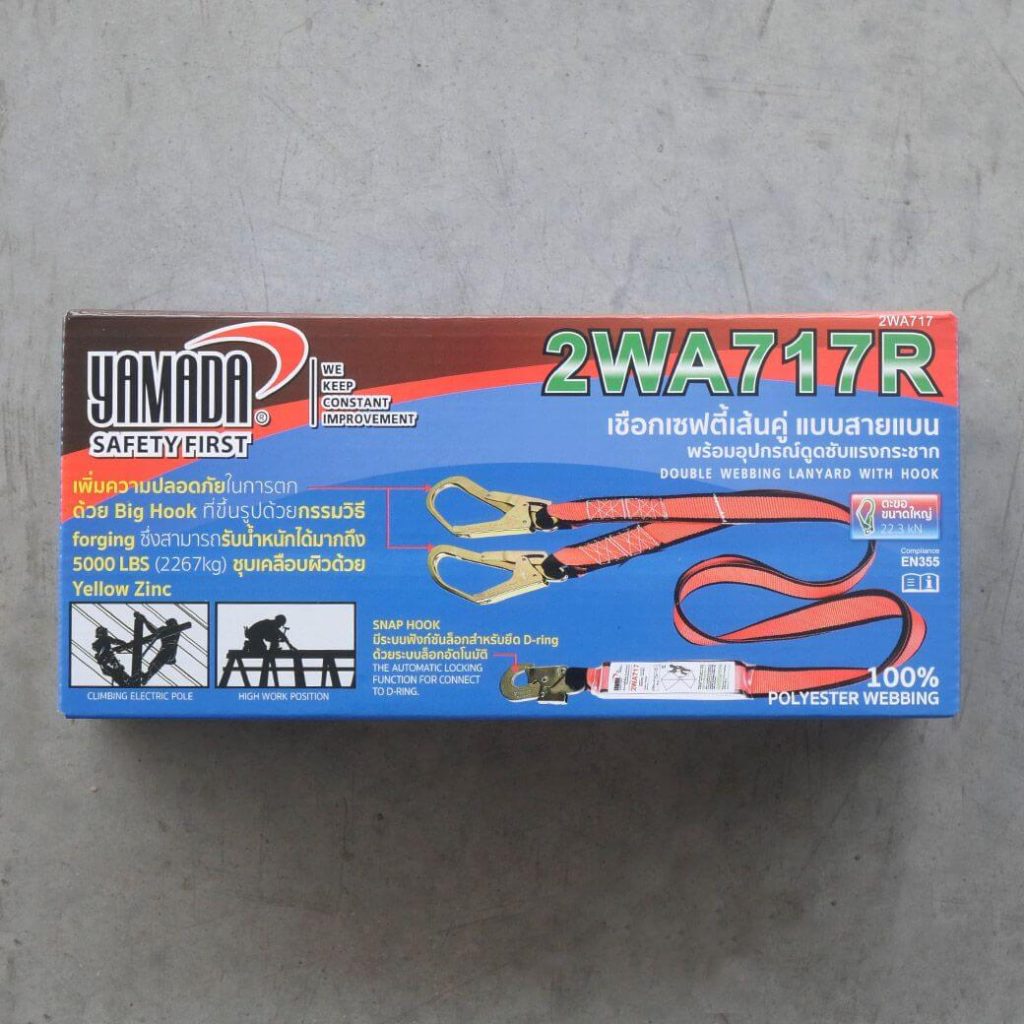 YAMADA®
SAFETY FIRST
WE
KEEP
CONSTANT
IMPROVEMENT
2WA717
2WA717R
เชือกเซฟตี้เส้นคู่ แบบสายแบน
พร้อมอุปกรณ์ดูดซับแรงกระชาก
DOUBLE WEBBING LANYARD WITH HOOK
เพิ่มความปลอดภัยในการตก
ด้วย Big Hook ที่ขึ้นรูปด้วยกรรมวิธี
forging ซึ่งสามารถรับน้ำหนักได้มากถึง
5000 LBS (2267kg) ชุบเคลือบผิวด้วย
Yellow Zinc
ตะขอ
ขนาดใหญ่
22.3 kN
Compliance
EN355
CLIMBING ELECTRIC POLE
HIGH WORK POSITION
SNAP HOOK
มีระบบฟังก์ชันล็อกสำหรับยึด D-ring
ด้วยระบบล็อกอัตโนมัติ
THE AUTOMATIC LOCKING
FUNCTION FOR CONNECT
TO D-RING.
YAMADA
2WA717
100%
POLYESTER WEBBING